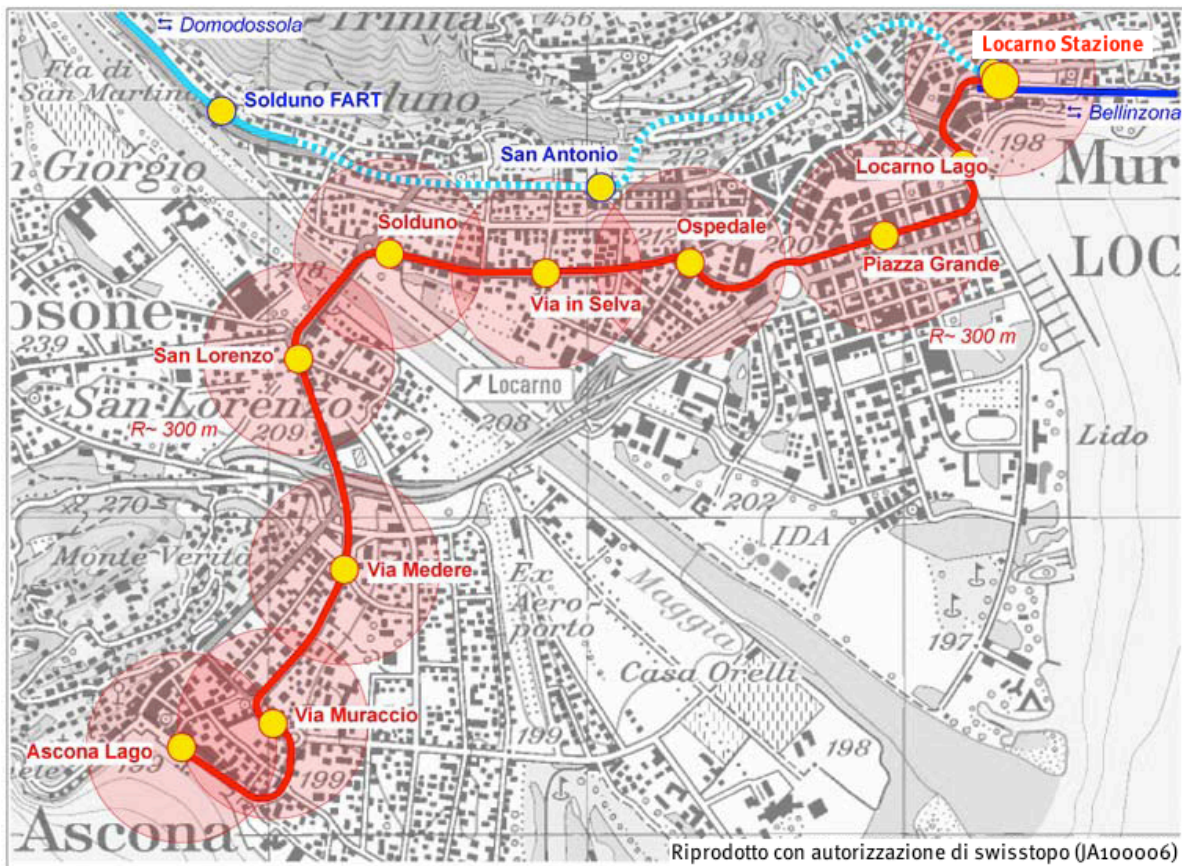 Trinità
456
⇆ Domodossola
Locarno Stazione
Fta di
San Martino
398
Solduno FART
⇆ Bellinzona
198
San Antonio
212
n Giorgio
Locarno Lago
Mur
Solduno
Ospedale
200
LOC
218
Piazza Grande
Via in Selva
osone
239
San Lorenzo
R~ 300 m
↗ Locarno
San Lorenzo
R~ 300 m
209
208
Lido
270
202
IDA
Monte Verità
Via Medere
Ex
Aero-
porto
Maggia
197
Casa Orelli
Via Muraccio
Ascona Lago
199
198
199
Ascona
Riprodotto con autorizzazione di swisstopo (JA100006)